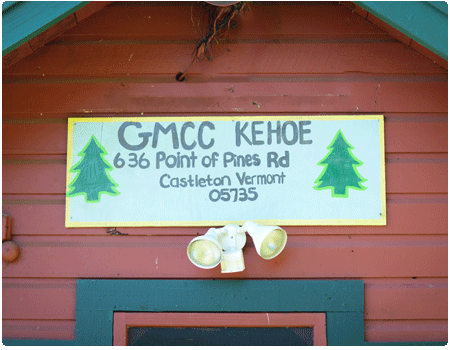 GMCC KEHOE
636 Point of Pines Rd
Castleton Vermont
05735